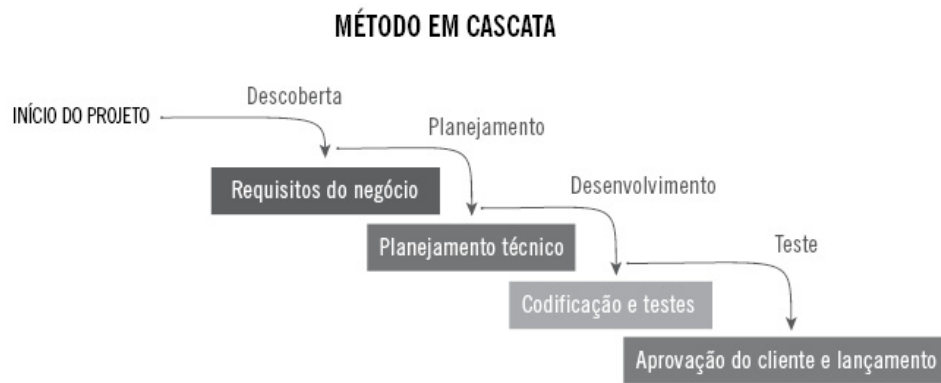 MÉTODO EM CASCATA
Descoberta
INÍCIO DO PROJETO
Planejamento
Requisitos do negócio
Desenvolvimento
Planejamento técnico
Teste
Codificação e testes
Aprovação do cliente e lançamento